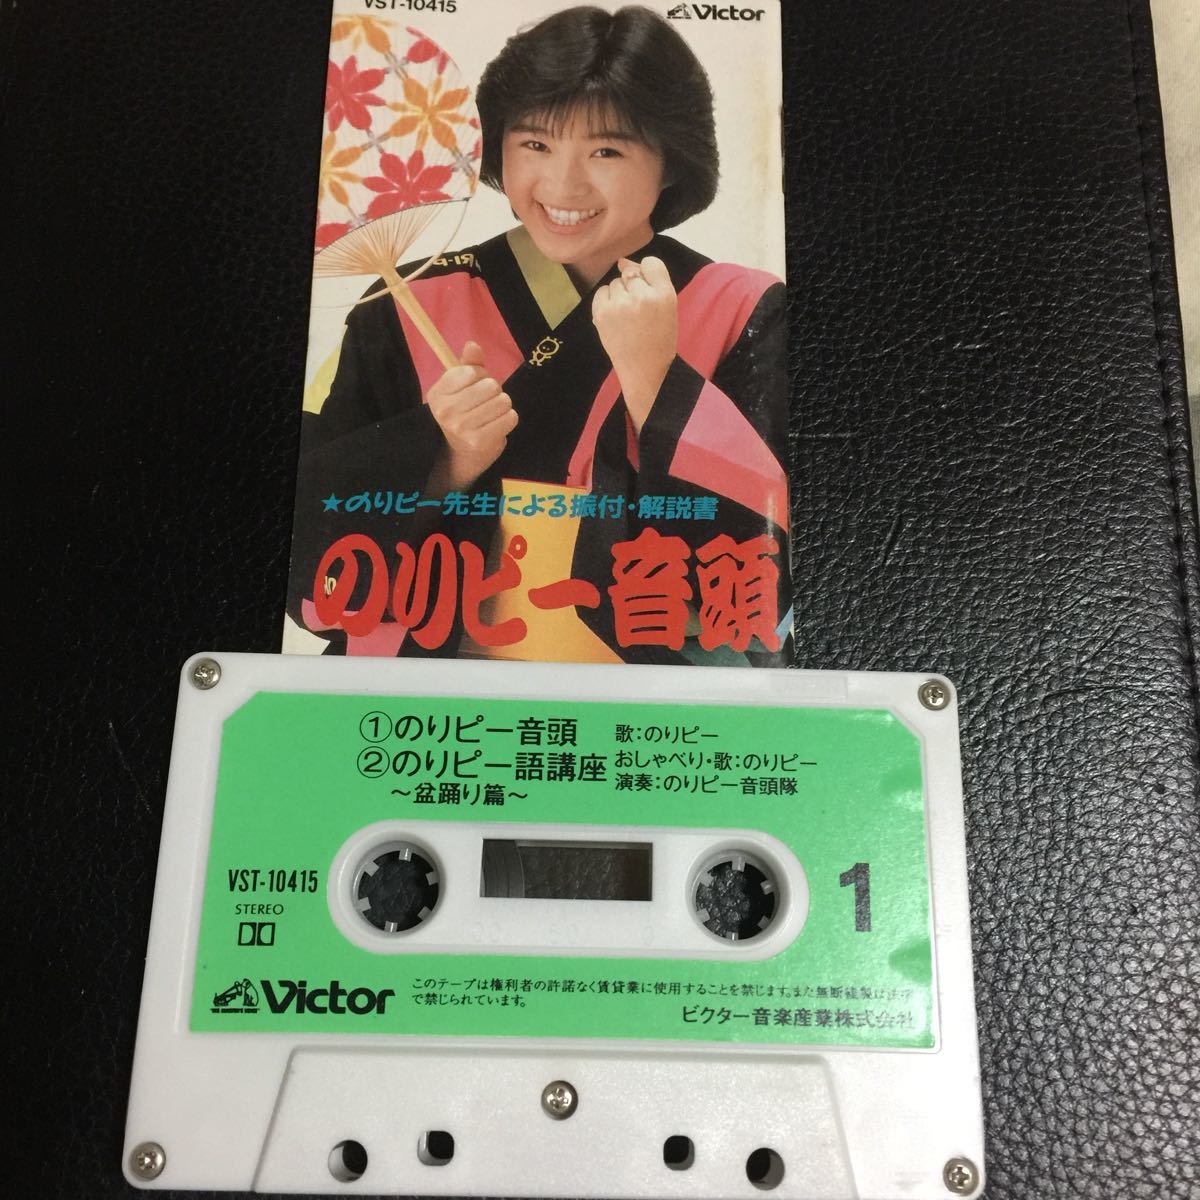 VST-10415
Victor
★のりピー先生による振付・解説書
のりピー音頭
①のりピー音頭 歌:のりピー
②のりピー語講座 おしゃべり・歌:のりピー
～盆踊り篇～ 演奏:のりピー音頭隊
VST-10415
STEREO
1
Victor
このテープは権利者の許諾なく賃貸業に使用することを禁じます。また無断複製は法律
で禁じられています。
ビクター音楽産業株式会社